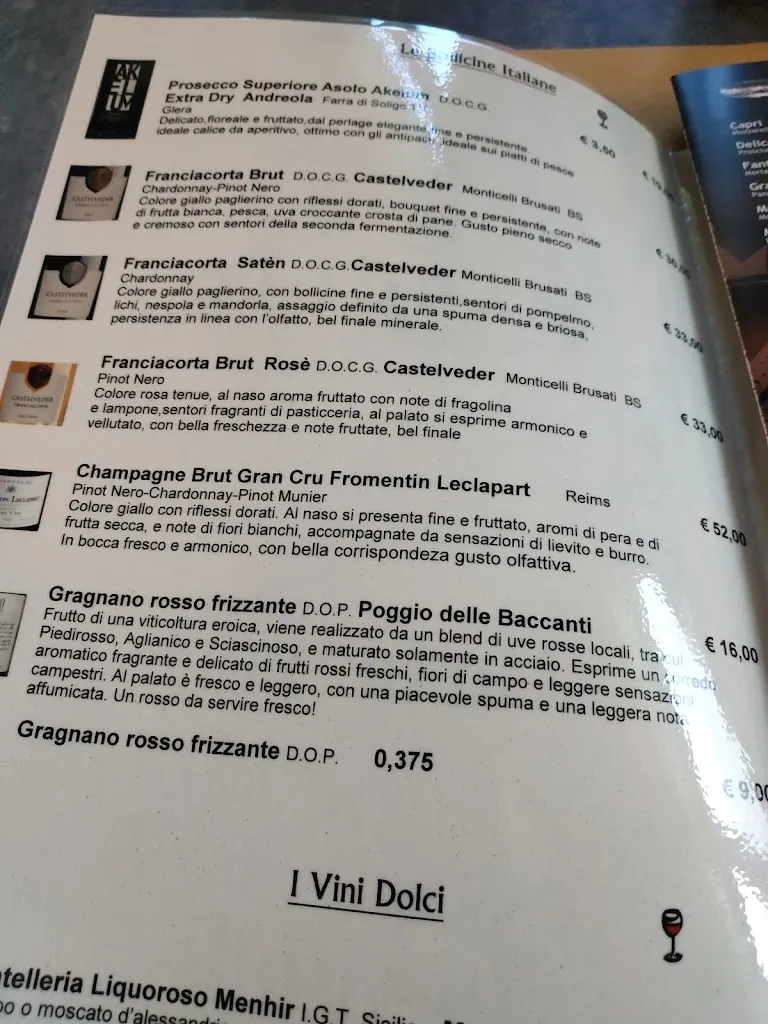 Le Bollicine Italiane
AKELUM
Prosecco Superiore Asolo Akelum D.O.C.G
Extra Dry Andreola Farra di Soligo
Glera
Delicato,floreale e fruttato,dal perlage elegante,fine e persistente
ideale calice da aperitivo, ottimo con gli antipasti ,ideale sui piatti di pesce
€ 3,50
Franciacorta Brut D.O.C.G. Castelveder Monticelli Brusati BS
Chardonnay-Pinot Nero
Colore giallo paglierino con riflessi dorati, bouquet fine e persistente, con note
di frutta bianca, pesca, uva croccante crosta di pane. Gusto pieno secco
e cremoso con sentori della seconda fermentazione.
CASTELVEDER
Franciacorta Satèn D.O.C.G.Castelveder Monticelli Brusati BS
Chardonnay
Colore giallo paglierino, con bollicine fine e persistenti,sentori di pompelmo,
lichi, nespola e mandorla, assaggio definito da una spuma densa e briosa,
persistenza in linea con l'olfatto, bel finale minerale.
€ 33,00
CASTELVEDER
Franciacorta Brut Rosè D.O.C.G. Castelveder Monticelli Brusati BS
Pinot Nero
Colore rosa tenue, al naso aroma fruttato con note di fragolina
e lampone,sentori fragranti di pasticceria, al palato si esprime armonico e
vellutato, con bella freschezza e note fruttate, bel finale
€ 33,00
CASTELVEDER
Champagne Brut Gran Cru Fromentin Leclapart Reims
Pinot Nero-Chardonnay-Pinot Munier
Colore giallo con riflessi dorati. Al naso si presenta fine e fruttato, aromi di pera e di
frutta secca, e note di fiori bianchi, accompagnate da sensazioni di lievito e burro.
In bocca fresco e armonico, con bella corrispondeza gusto olfattiva.
€ 52,00
Gragnano rosso frizzante D.O.P. Poggio delle Baccanti
Frutto di una viticoltura eroica, viene realizzato da un blend di uve rosse locali, tra cui
Piedirosso, Aglianico e Sciascinoso, e maturato solamente in acciaio. Esprime un corredo
aromatico fragrante e delicato di frutti rossi freschi, fiori di campo e leggere sensazioni
campestri. Al palato è fresco e leggero, con una piacevole spuma e una leggera nota
affumicata. Un rosso da servire fresco!
€ 16,00
Gragnano rosso frizzante D.O.P. 0,375
€ 9,00
I Vini Dolci
ntelleria Liquoroso Menhir I.G.T.
bo o moscato d'alessandri
Capri